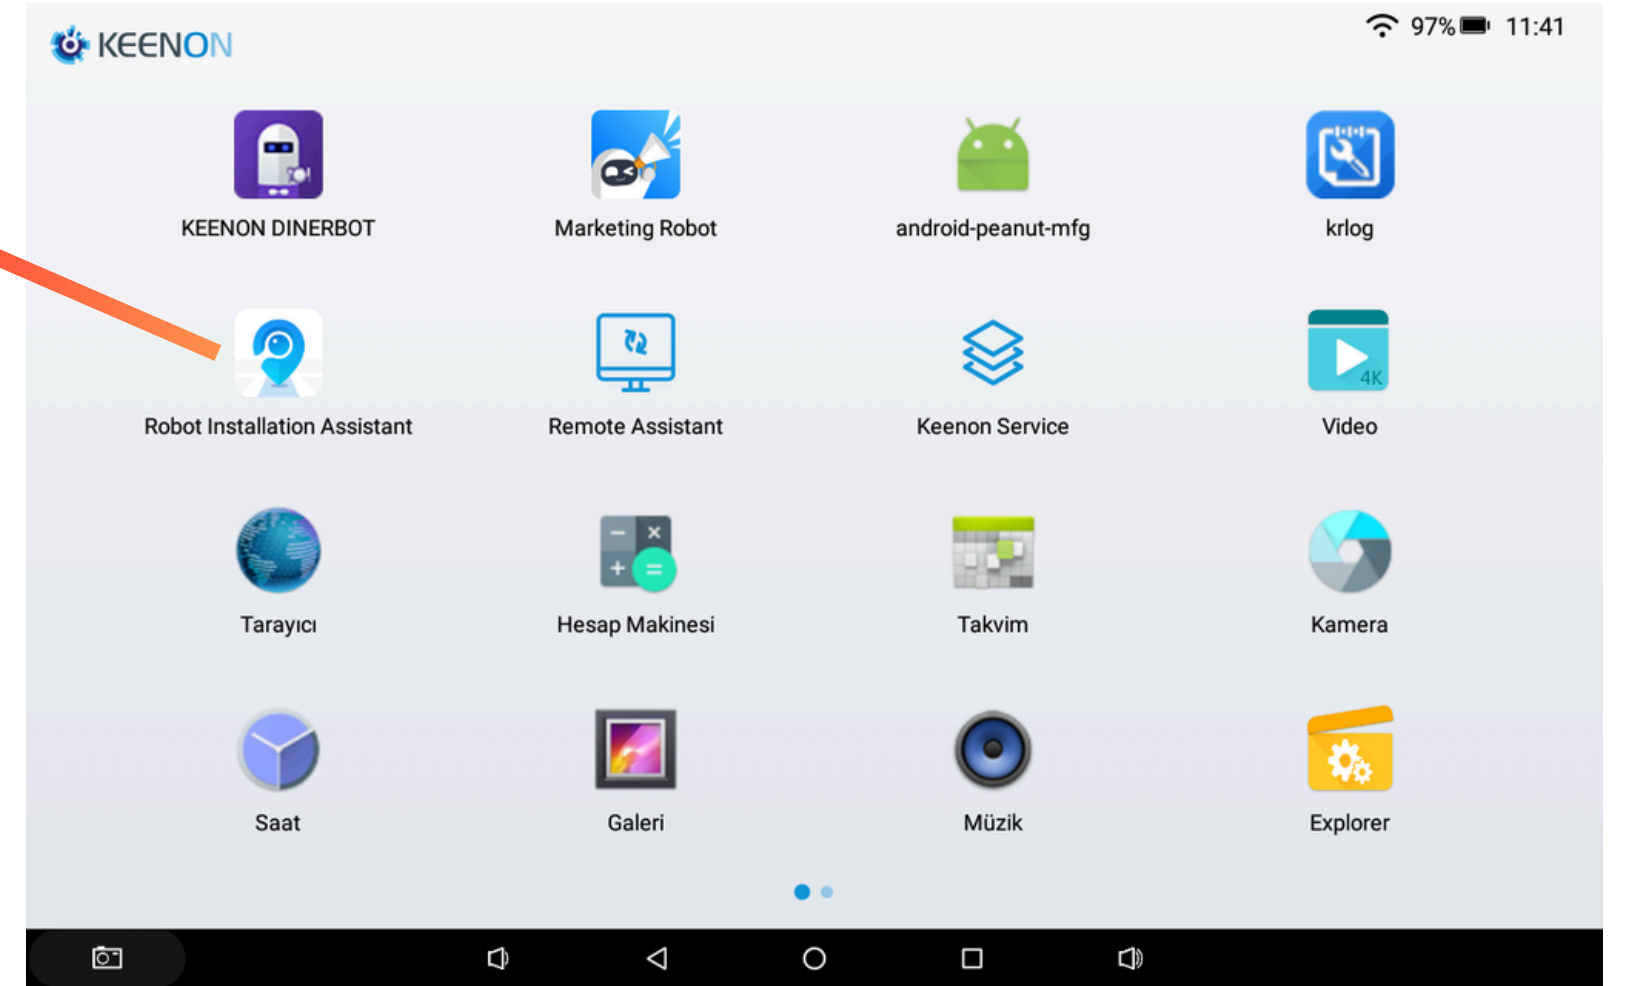 KEENON
97% 11:41
KEENON DINERBOT
Marketing Robot
android-peanut-mfg
krlog
Robot Installation Assistant
Remote Assistant
Keenon Service
4K
Video
Tarayıcı
Hesap Makinesi
Takvim
Kamera
Saat
Galeri
Müzik
Explorer